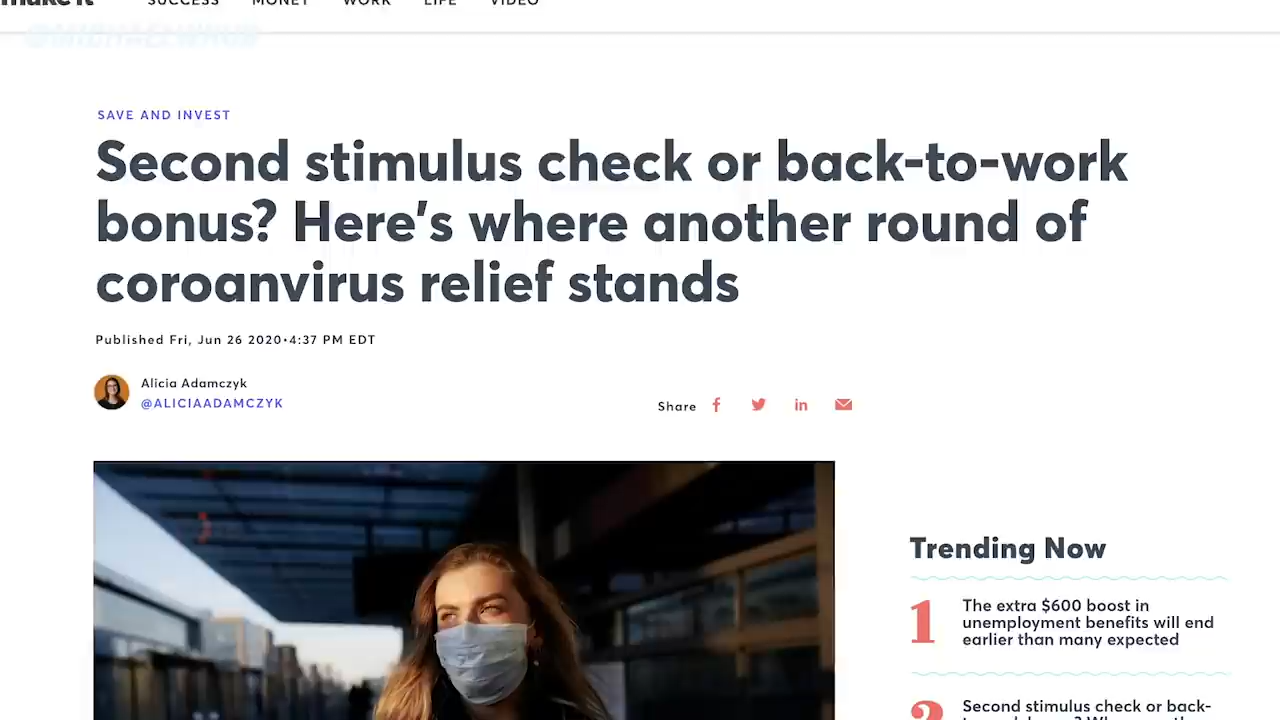 make it
SUCCESS MONEY WORK LIFE VIDEO
SAVE AND INVEST
Second stimulus check or back-to-work
bonus? Here's where another round of
coroanvirus relief stands
Published Fri, Jun 26 2020•4:37 PM EDT
Alicia Adamczyk
@ALICIAADAMCZYK
Share
Trending Now
1
The extra $600 boost in
unemployment benefits will end
earlier than many expected
2
Second stimulus check or back-